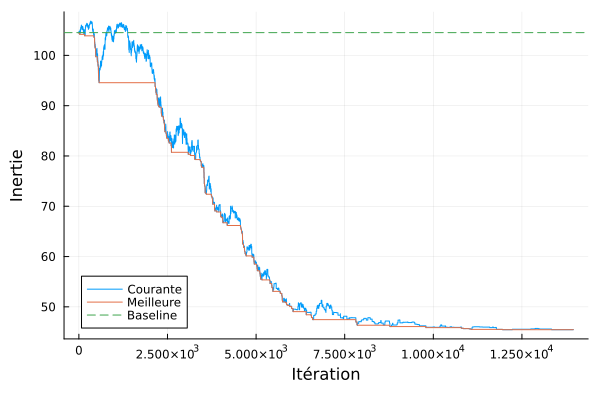 Inertie
100
90
80
70
60
50
Courante
Meilleure
Baseline
0
2.500×10³
5.000×10³
7.500×10³
1.000×10⁴
1.250×10⁴
Itération